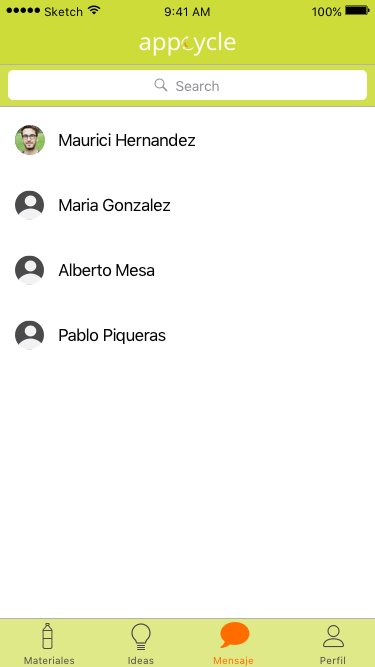 Sketch 9:41 AM 100%
appcycle
Search
Maurici Hernandez
Maria Gonzalez
Alberto Mesa
Pablo Piqueras
Materiales Ideas Mensaje Perfil